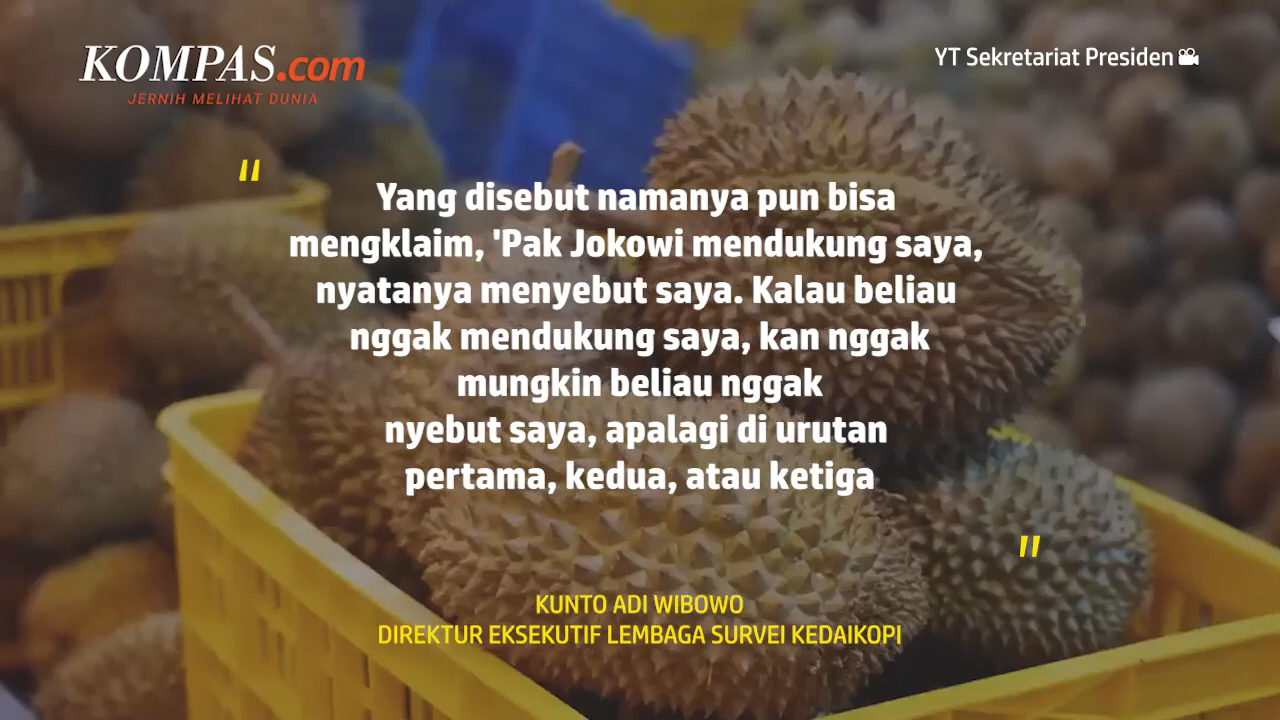 KOMPAS.com
JERNIH MELIHAT DUNIA
YT Sekretariat Presiden
"
Yang disebut namanya pun bisa
mengklaim, 'Pak Jokowi mendukung saya,
nyatanya menyebut saya. Kalau beliau
nggak mendukung saya, kan nggak
mungkin beliau nggak
nyebut saya, apalagi di urutan
pertama, kedua, atau ketiga
"
KUNTO ADI WIBOWO
DIREKTUR EKSEKUTIF LEMBAGA SURVEI KEDAIKOPI